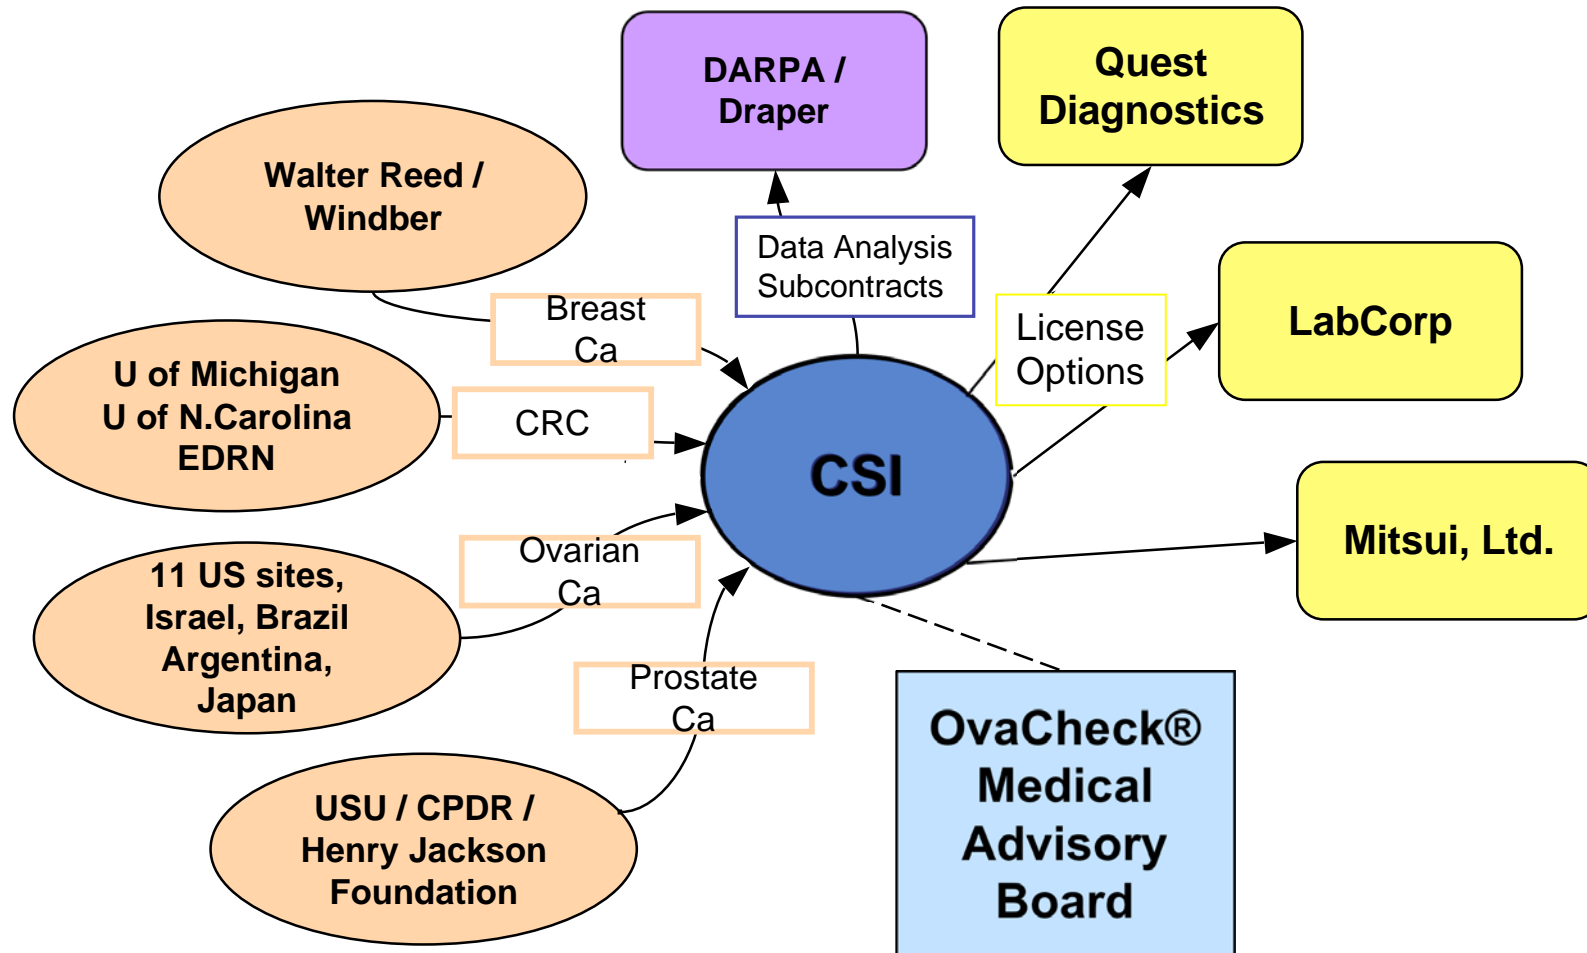 DARPA /
Draper
Quest
Diagnostics
Walter Reed /
Windber
Data Analysis
Subcontracts
LabCorp
Breast
Ca
License
Options
U of Michigan
U of N.Carolina
EDRN
CRC
CSI
Mitsui, Ltd.
Ovarian
Ca
11 US sites,
Israel, Brazil
Argentina,
Japan
Prostate
Ca
OvaCheck®
Medical
Advisory
Board
USU / CPDR /
Henry Jackson
Foundation